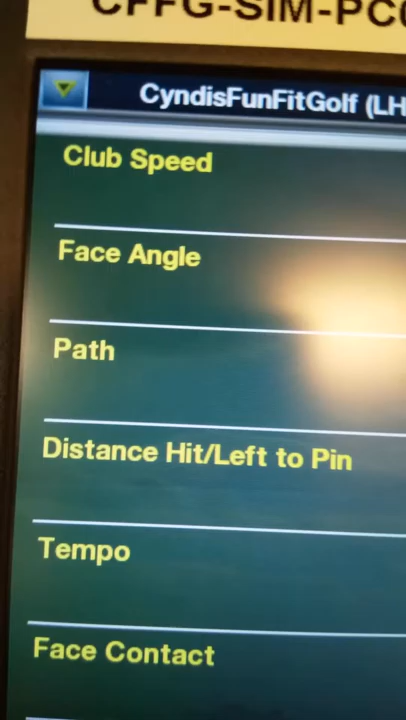 CFFG-SIM-PC
CyndisFunFitGolf (LH
Club Speed
Face Angle
Path
Distance Hit/Left to Pin
Tempo
Face Contact